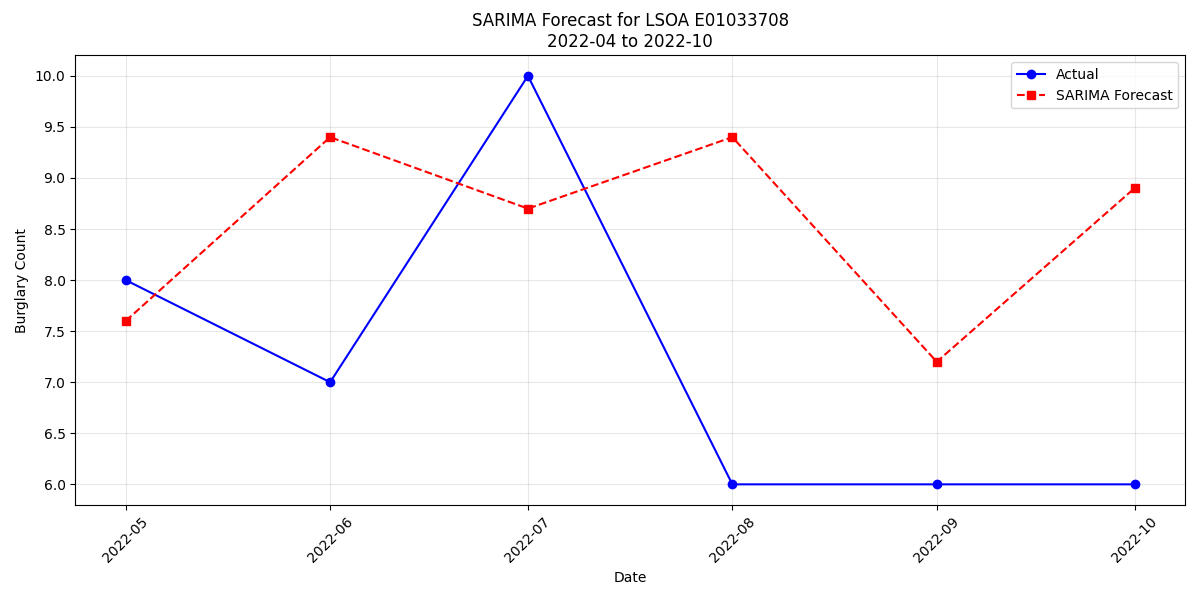 SARIMA Forecast for LSOA E01033708
2022-04 to 2022-10
Actual
SARIMA Forecast
Burglary Count
10.0
9.5
9.0
8.5
8.0
7.5
7.0
6.5
6.0
2022-05
2022-06
2022-07
2022-08
2022-09
2022-10
Date